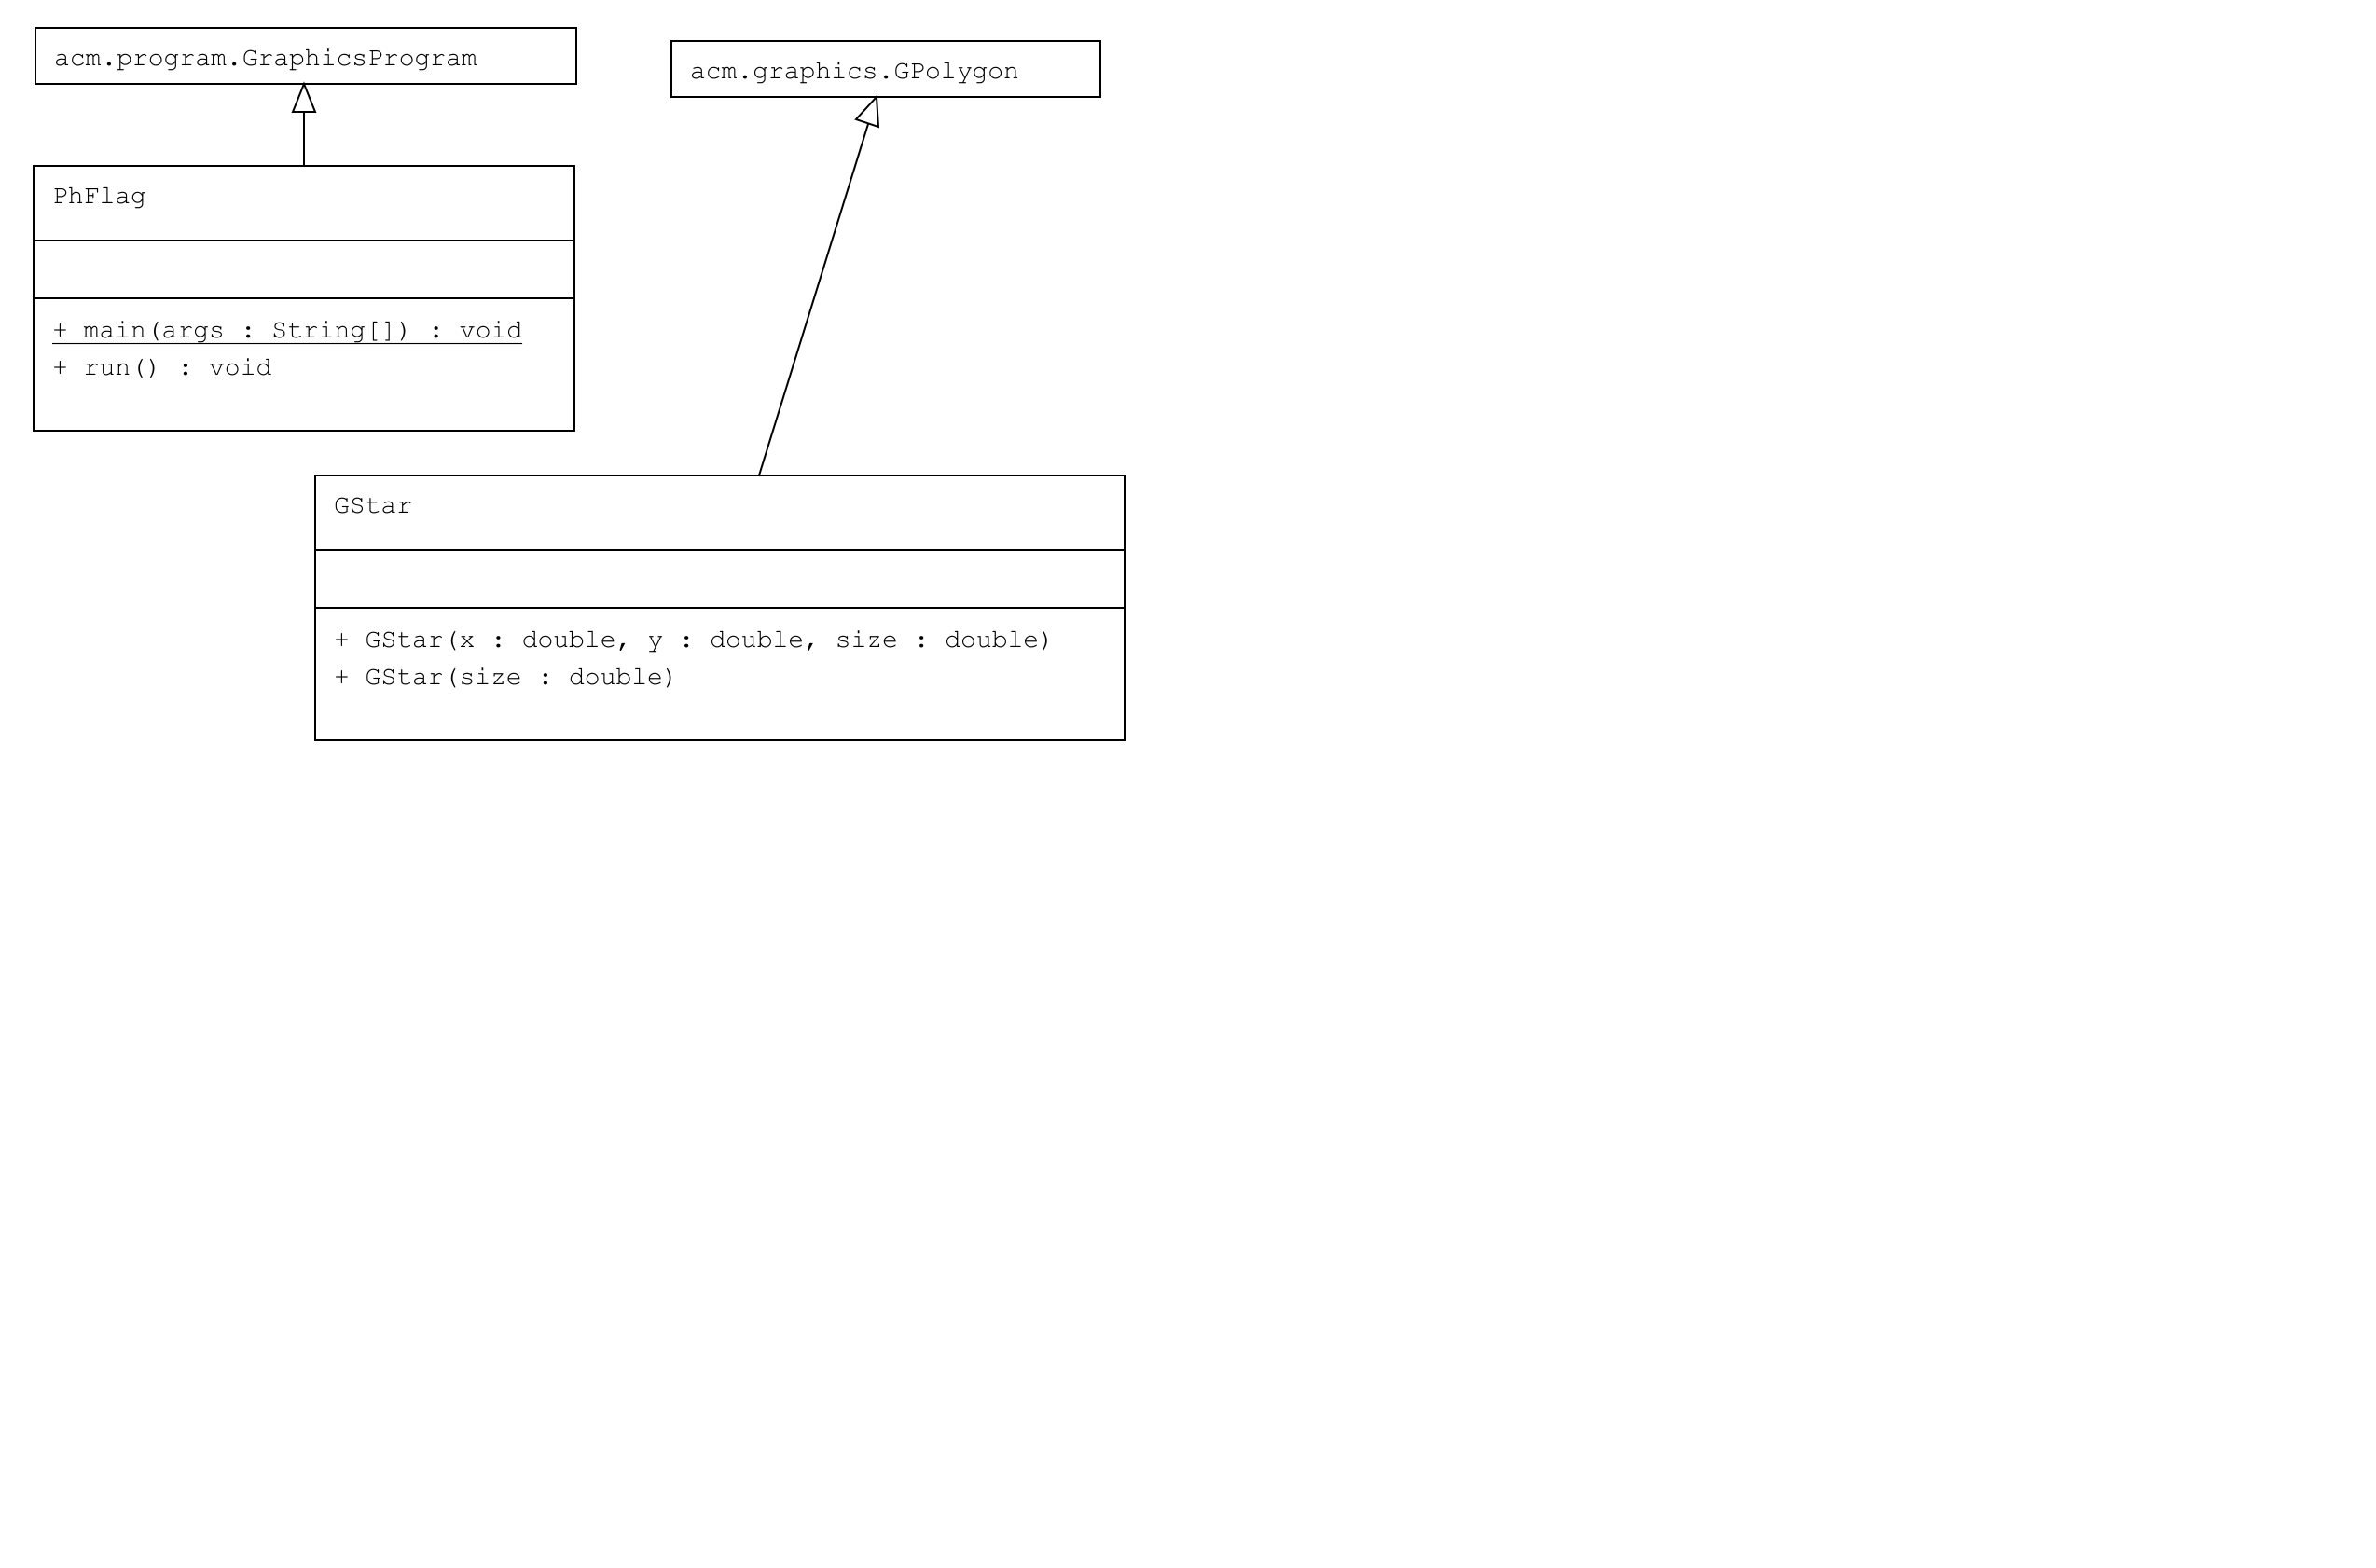 acm.program.GraphicsProgram
acm.graphics.GPolygon
PhFlag
+ main(args : String[]) : void
+ run() : void
GStar
+ GStar(x : double, y : double, size : double)
+ GStar(size : double)